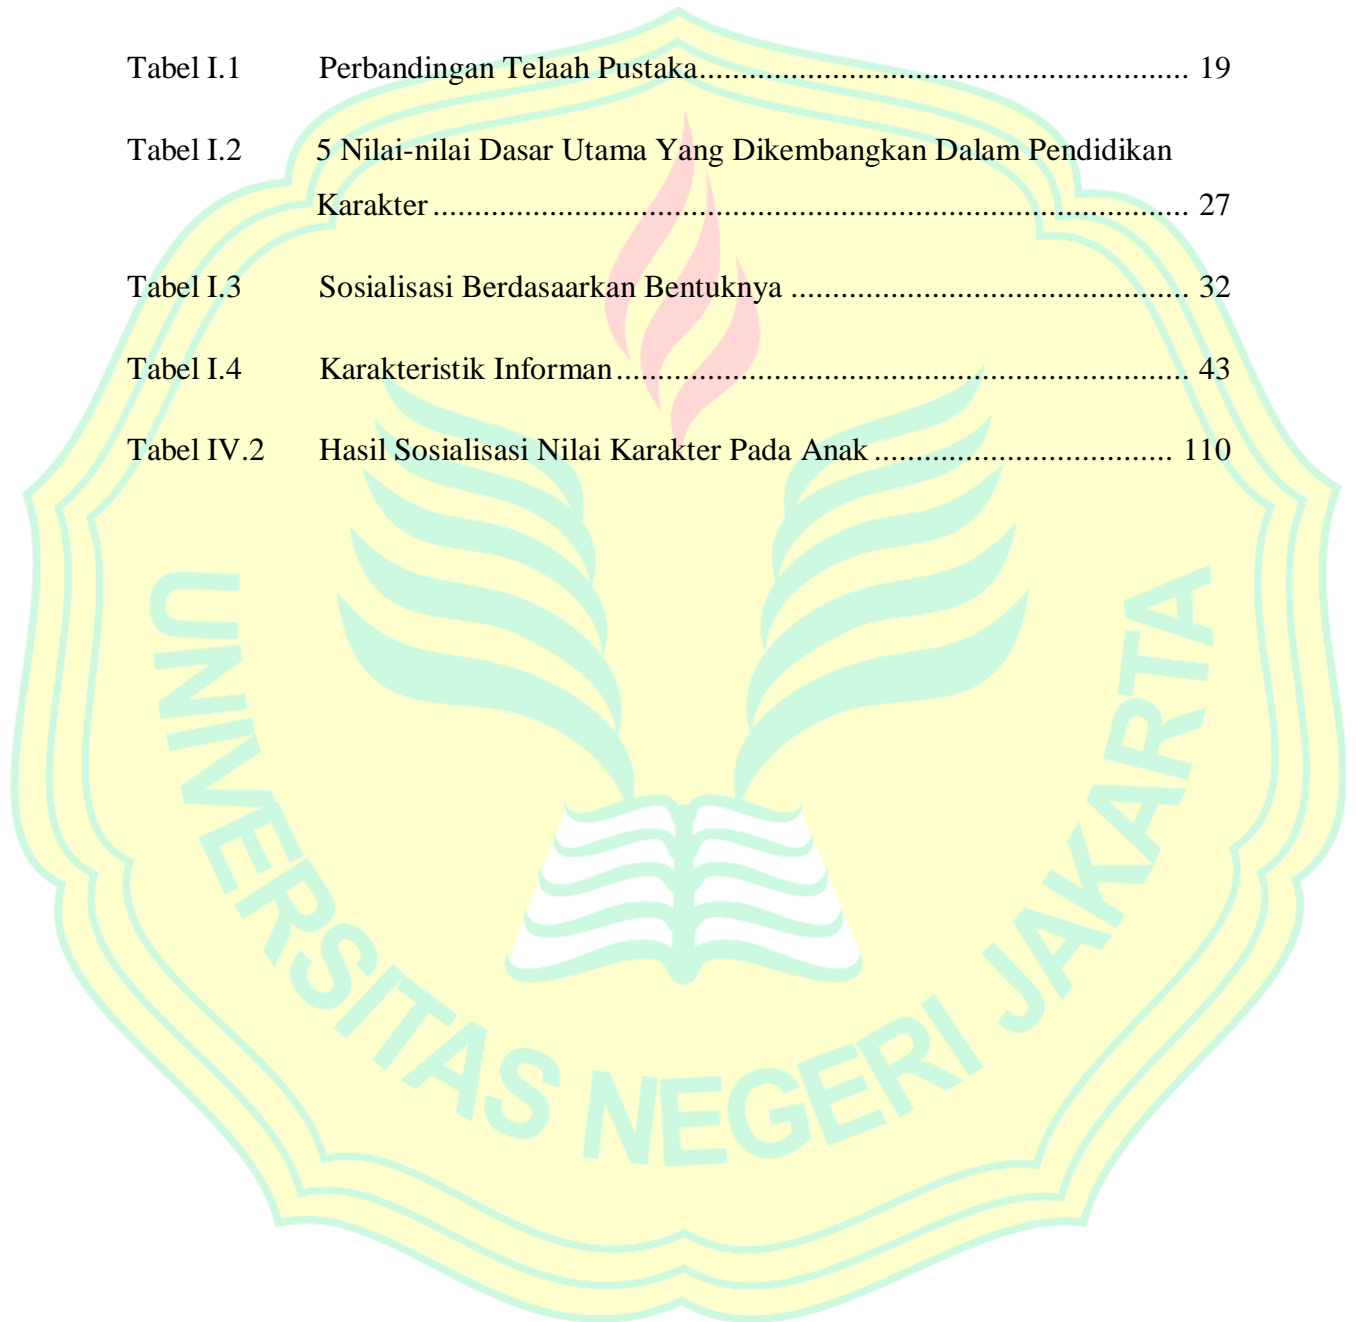 Tabel I.1 Perbandingan Telaah Pustaka........................................................... 19
Tabel I.2 5 Nilai-nilai Dasar Utama Yang Dikembangkan Dalam Pendidikan
Karakter........................................................................................... 27
Tabel I.3 Sosialisasi Berdasaarkan Bentuknya ................................................ 32
Tabel I.4 Karakteristik Informan..................................................................... 43
Tabel IV.2 Hasil Sosialisasi Nilai Karakter Pada Anak.................................... 110
UNIVERSITAS NEGERI JAKARTA